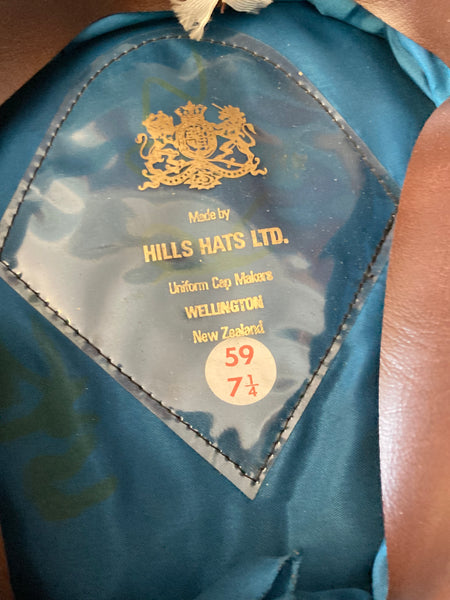 Made by
HILLS HATS LTD.
Uniform Cap Makers
WELLINGTON
New Zealand
59
7¼